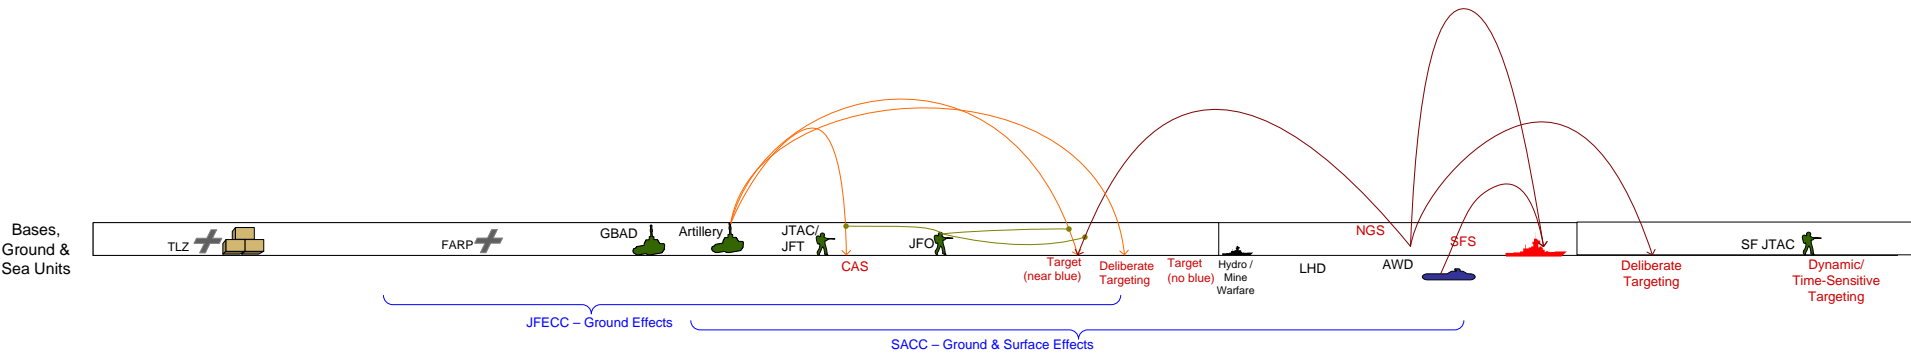 Bases,
Ground &
Sea Units
TLZ
FARP
GBAD
Artillery
JTAC/
JFT
JFO
NGS
SFS
SF JTAC
CAS
Target
(near blue)
Deliberate
Targeting
Target
(no blue)
Hydro /
Mine
Warfare
LHD
AWD
Deliberate
Targeting
Dynamic/
Time-Sensitive
Targeting
JFECC – Ground Effects
SACC – Ground & Surface Effects